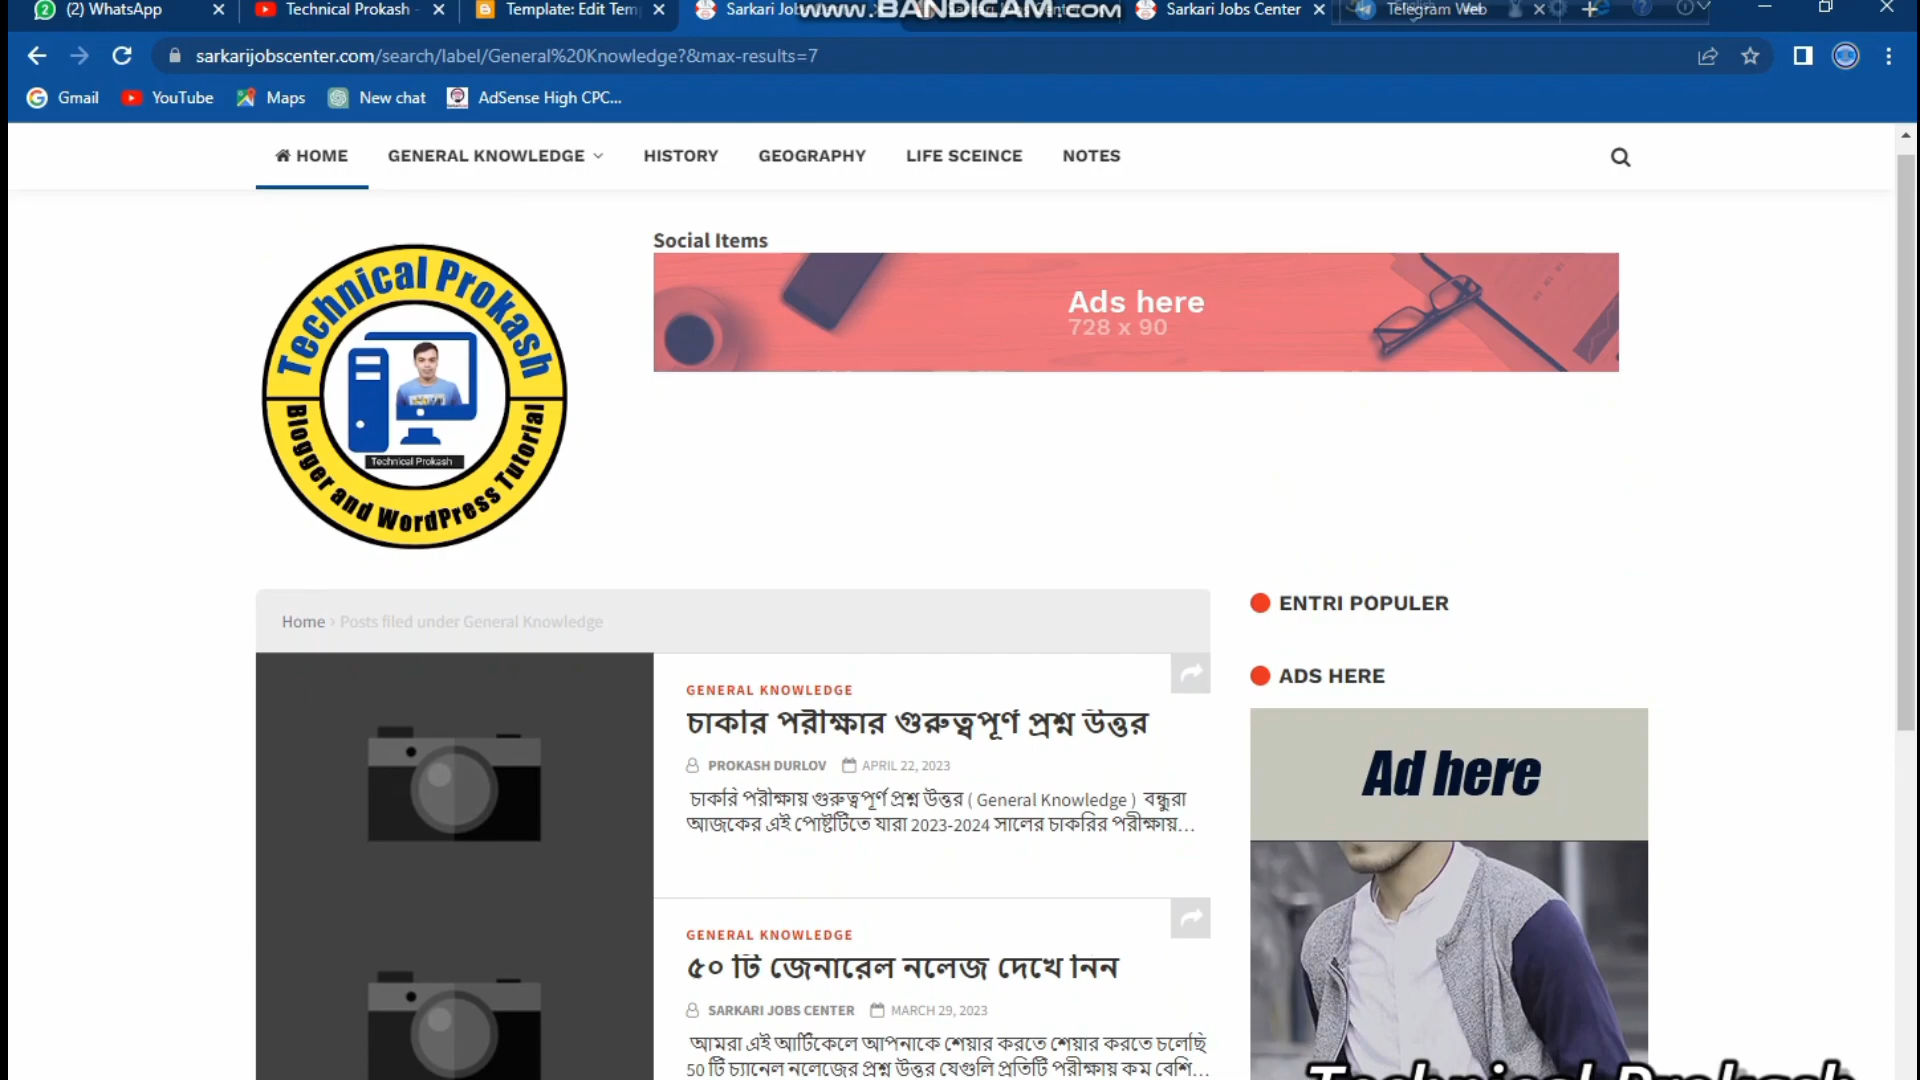 (2) WhatsApp
Technical Prokash
Template: Edit Tem
Sarkari Jo
www.BANDICAM.com
Sarkari Jobs Center
Telegram Web
sarkarijobscenter.com/search/label/General%20Knowledge?&max-results=7
Gmail
YouTube
Maps
New chat
AdSense High CPC...
HOME
GENERAL KNOWLEDGE
HISTORY
GEOGRAPHY
LIFE SCEINCE
NOTES
Technical Prokash
Technical Prokash
Blogger and WordPress Tutorial
Social Items
Ads here
728 x 90
Home › Posts filed under General Knowledge
ENTRI POPULER
ADS HERE
Ad here
GENERAL KNOWLEDGE
চাকরি পরীক্ষার গুরুত্বপূর্ণ প্রশ্ন উত্তর
PROKASH DURLOV APRIL 22, 2023
চাকরি পরীক্ষায় গুরুত্বপূর্ণ প্রশ্ন উত্তর ( General Knowledge ) বন্ধুরা
আজকের এই পোষ্টটিতে যারা 2023-2024 সালের চাকরির পরীক্ষায়...
GENERAL KNOWLEDGE
৫০ টি জেনারেল নলেজ দেখে নিন
SARKARI JOBS CENTER MARCH 29, 2023
আমরা এই আর্টিকেলে আপনাকে শেয়ার করতে শেয়ার করতে চলেছি
50 টি চ্যানেল নলেজের প্রশ্ন উত্তর যেগুলি প্রতিটি পরীক্ষায় কম বেশি...
Technical Prokash